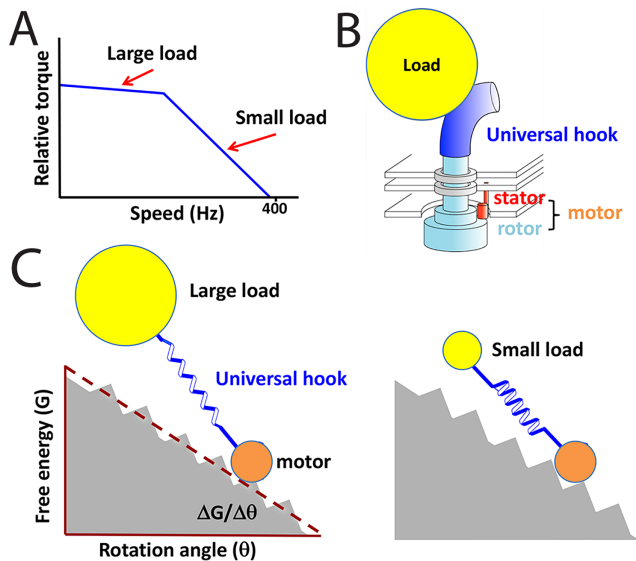 A
Large load
Small load
Relative torque
Speed (Hz)
400
B
Load
Universal hook
stator
motor
rotor
C
Large load
Universal hook
motor
Free energy (G)
ΔG/Δθ
Rotation angle (θ)
Small load